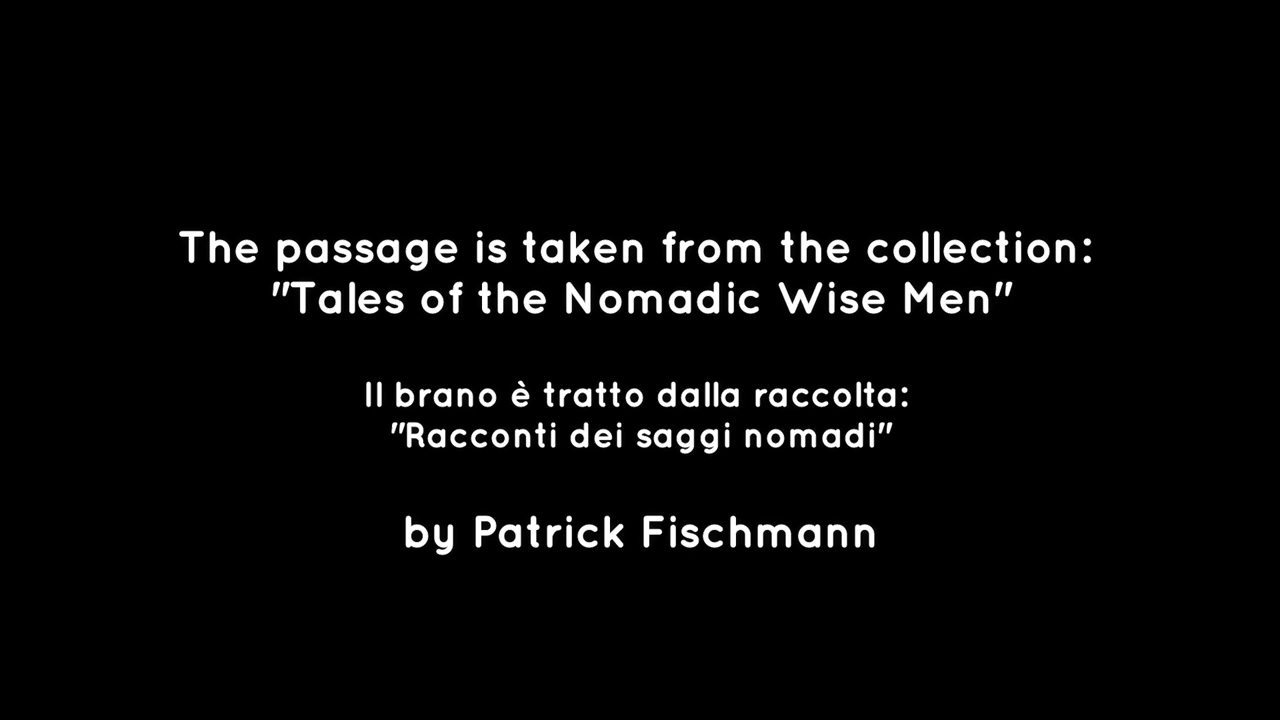 The passage is taken from the collection:
"Tales of the Nomadic Wise Men"
Il brano è tratto dalla raccolta:
"Racconti dei saggi nomadi"
by Patrick Fischmann